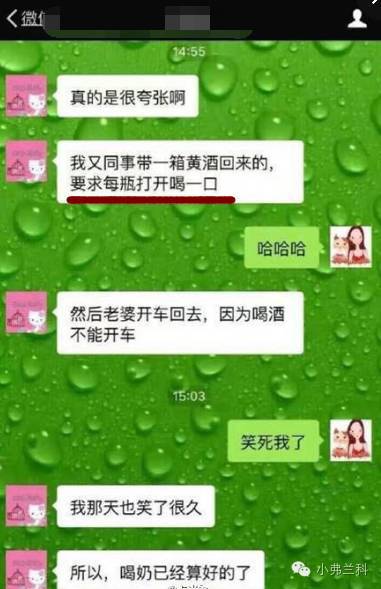 微信
14:55
真的是很夸张啊
我又同事带一箱黄酒回来的，
要求每瓶打开喝一口
哈哈哈
然后老婆开车回去，因为喝酒
不能开车
15:03
笑死我了
我那天也笑了很久
所以，喝奶已经算好的了
小弗兰科